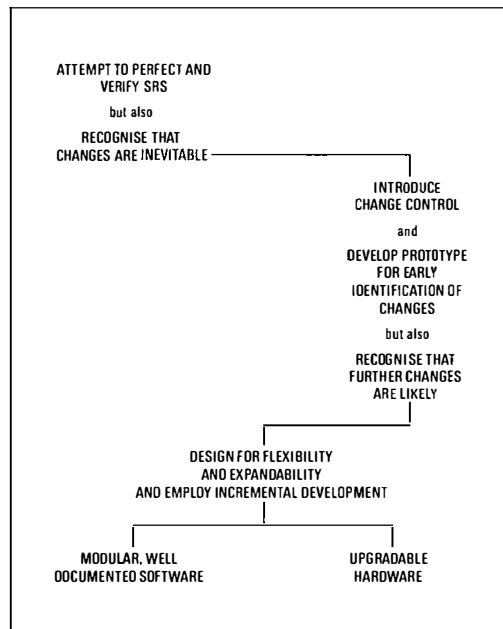 ATTEMPT TO PERFECT AND
VERIFY SRS
but also
RECOGNISE THAT
CHANGES ARE INEVITABLE
INTRODUCE
CHANGE CONTROL
and
DEVELOP PROTOTYPE
FOR EARLY
IDENTIFICATION OF
CHANGES
but also
RECOGNISE THAT
FURTHER CHANGES
ARE LIKELY
DESIGN FOR FLEXIBILITY
AND EXPANDABILITY
AND EMPLOY INCREMENTAL DEVELOPMENT
MODULAR, WELL
DOCUMENTED SOFTWARE
UPGRADABLE
HARDWARE